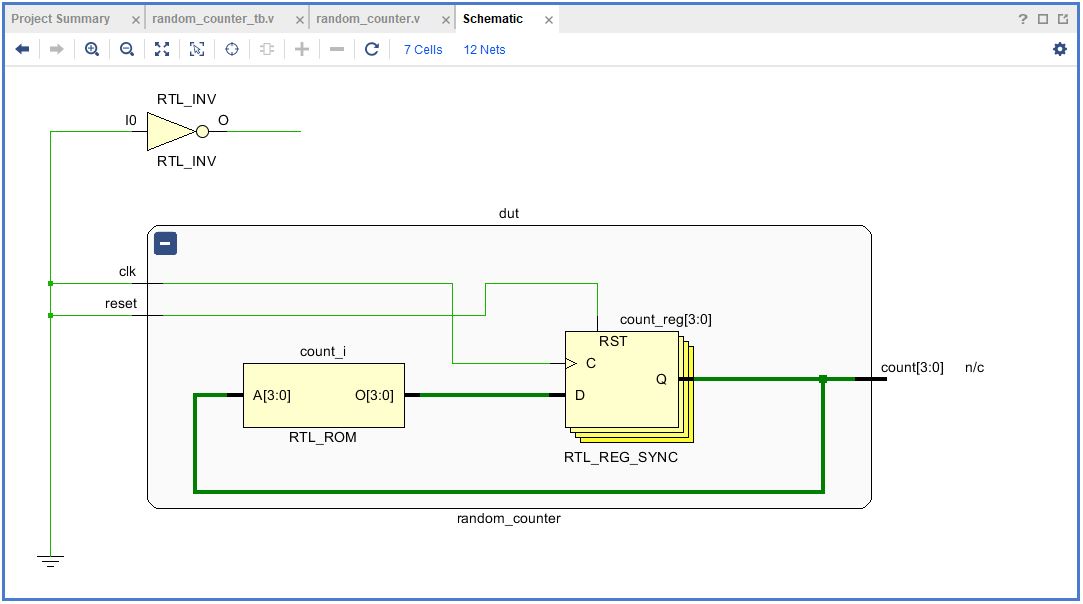 Project Summary × random_counter_tb.v × random_counter.v × Schematic × ?
7 Cells 12 Nets
RTL_INV
I0 O
RTL_INV
dut
clk
reset
count_reg[3:0]
RST
count_i
C
Q
count[3:0] n/c
A[3:0] O[3:0] D
RTL_ROM
RTL_REG_SYNC
random_counter